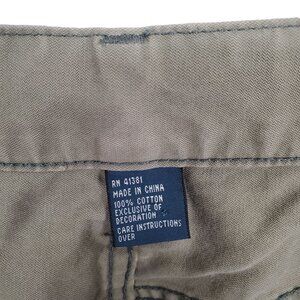 RN 41381
MADE IN CHINA
100% COTTON
EXCLUSIVE OF
DECORATION
CARE INSTRUCTIONS
OVER